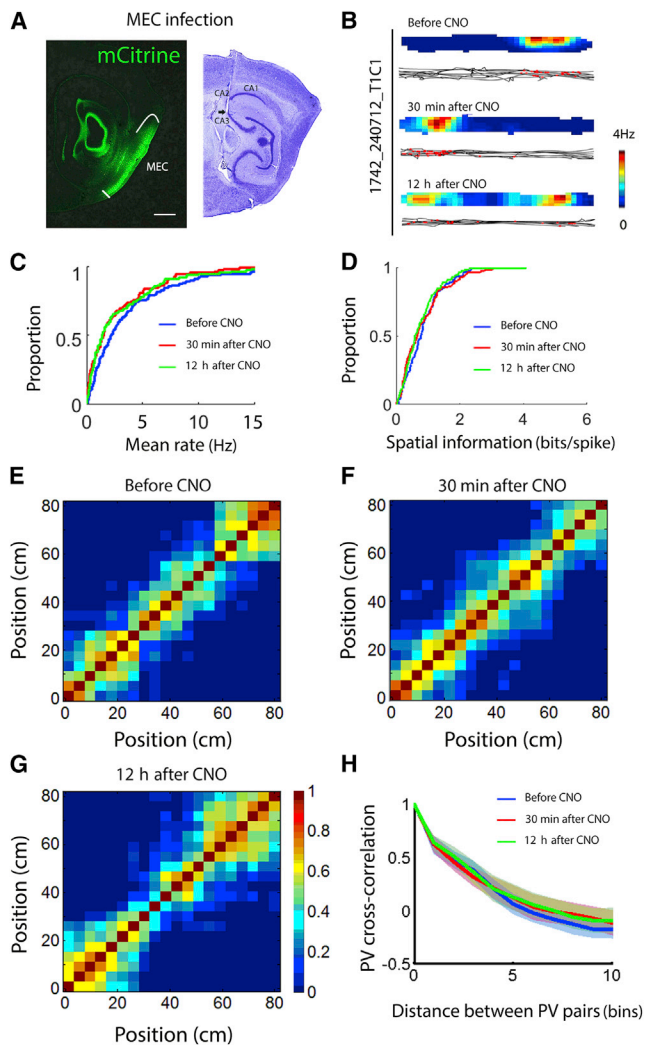 A
MEC infection
mCitrine
MEC
CA2
CA1
CA3
B
1742_240712_T1C1
Before CNO
30 min after CNO
12 h after CNO
4Hz
0
C
Proportion
1
0.5
0
0 5 10 15
Mean rate (Hz)
Before CNO
30 min after CNO
12 h after CNO
D
Proportion
1
0.5
0
0 2 4 6
Spatial information (bits/spike)
Before CNO
30 min after CNO
12 h after CNO
E
Before CNO
Position (cm)
80
60
40
20
0
0 20 40 60 80
Position (cm)
F
30 min after CNO
Position (cm)
80
60
40
20
0
0 20 40 60 80
Position (cm)
G
12 h after CNO
Position (cm)
80
60
40
20
0
0 20 40 60 80
Position (cm)
1
0.8
0.6
0.4
0.2
0
H
PV cross-correlation
1
0.5
0
-0.5
0 5 10
Distance between PV pairs (bins)
Before CNO
30 min after CNO
12 h after CNO